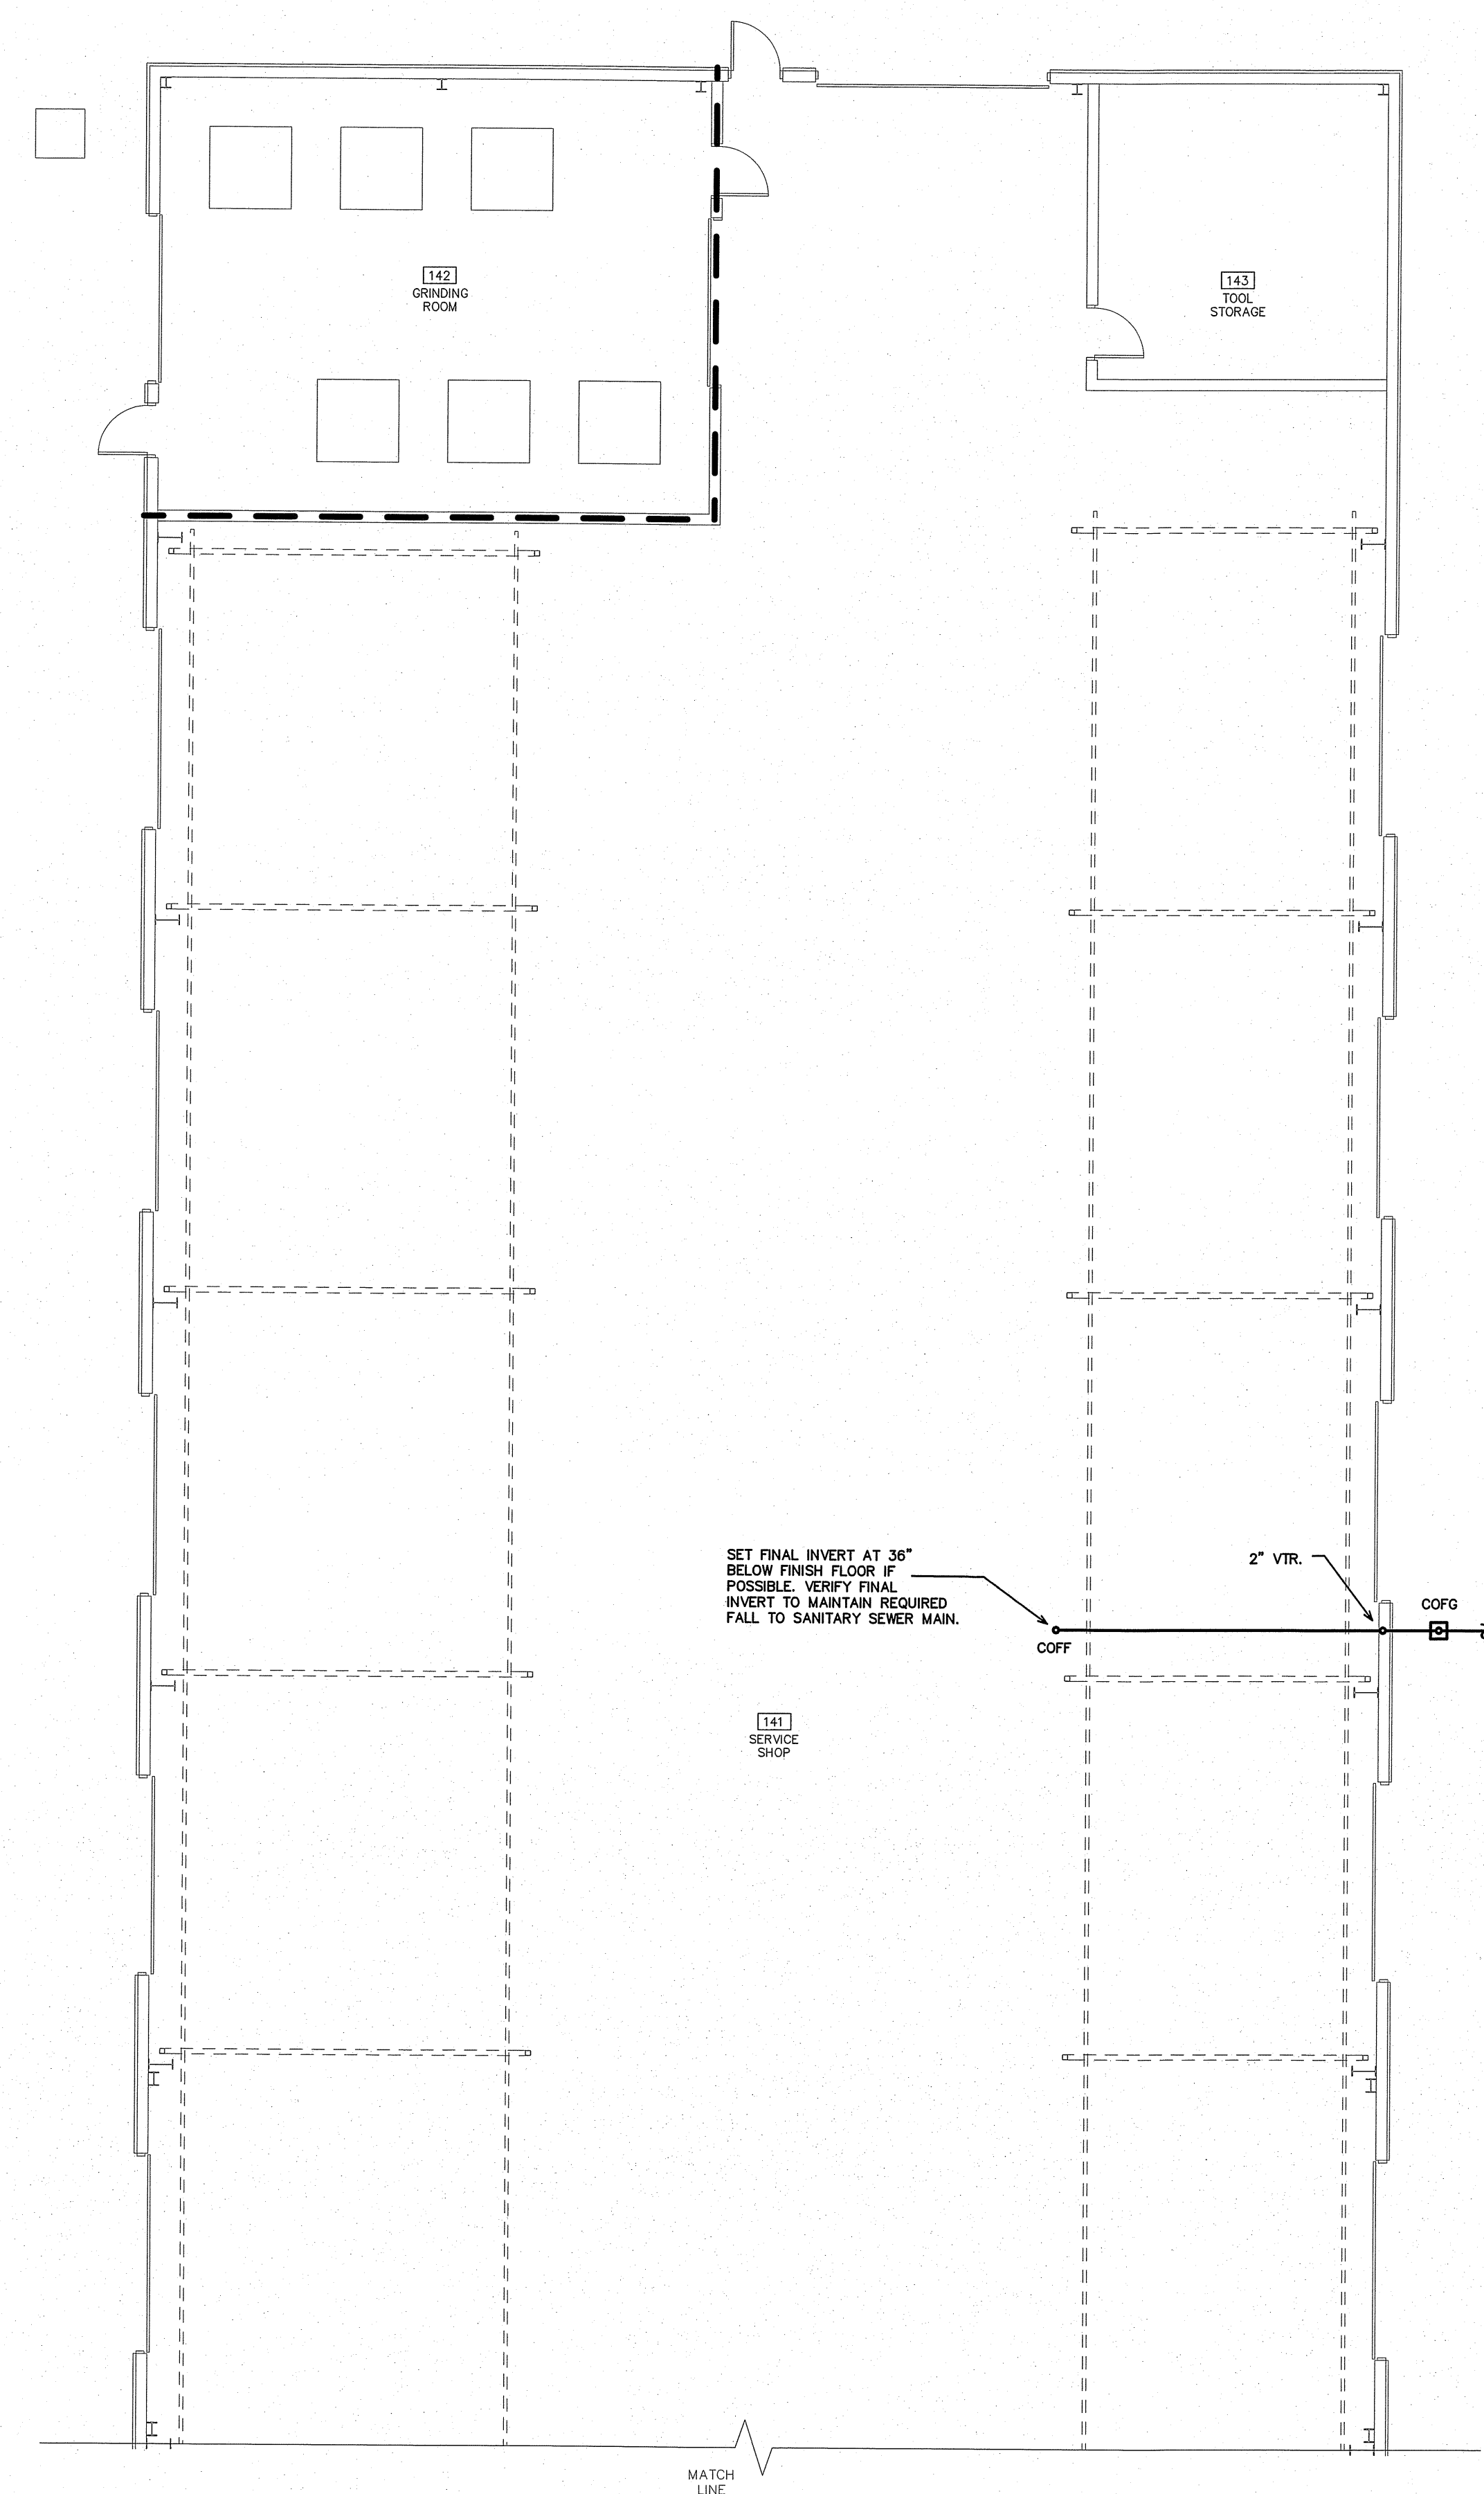 142
GRINDING
ROOM
143
TOOL
STORAGE
SET FINAL INVERT AT 36"
BELOW FINISH FLOOR IF
POSSIBLE. VERIFY FINAL
INVERT TO MAINTAIN REQUIRED
FALL TO SANITARY SEWER MAIN.
2" VTR.
COFG
COFF
141
SERVICE
SHOP
MATCH
LINE